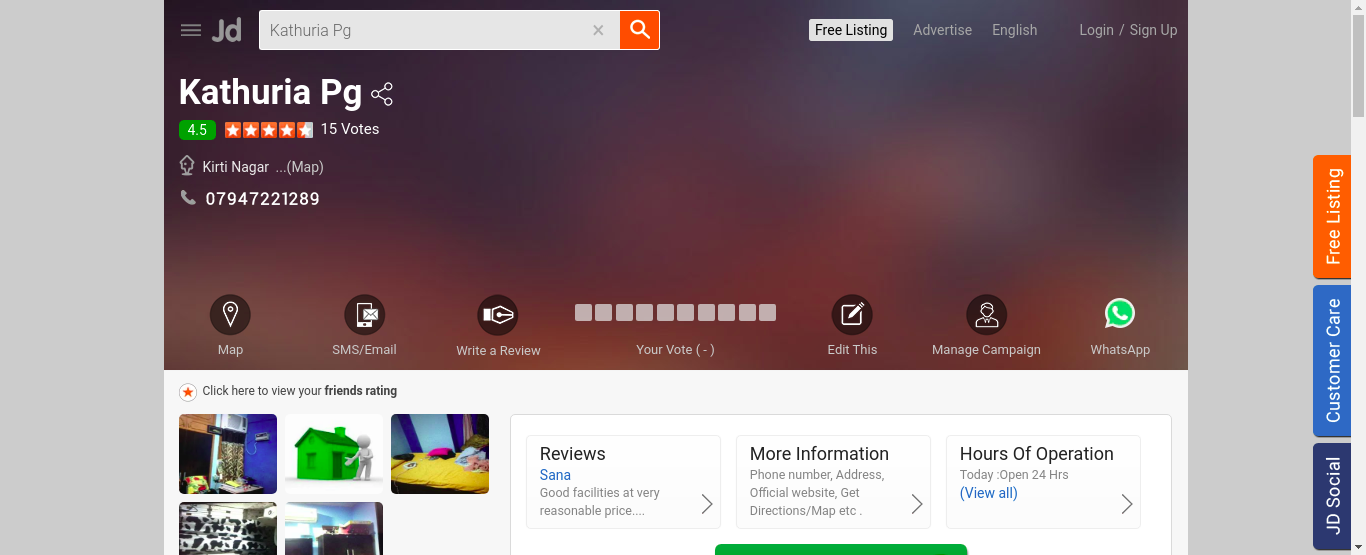 Jd
Kathuria Pg ×
Free Listing
Advertise
English
Login / Sign Up
Kathuria Pg
4.5
15 Votes
Kirti Nagar ...(Map)
07947221289
Map
SMS/Email
Write a Review
Your Vote ( - )
Edit This
Manage Campaign
WhatsApp
Click here to view your friends rating
Reviews
Sana
Good facilities at very
reasonable price....
More Information
Phone number, Address,
Official website, Get
Directions/Map etc .
Hours Of Operation
Today :Open 24 Hrs
(View all)
Free Listing
Customer Care
JD Social